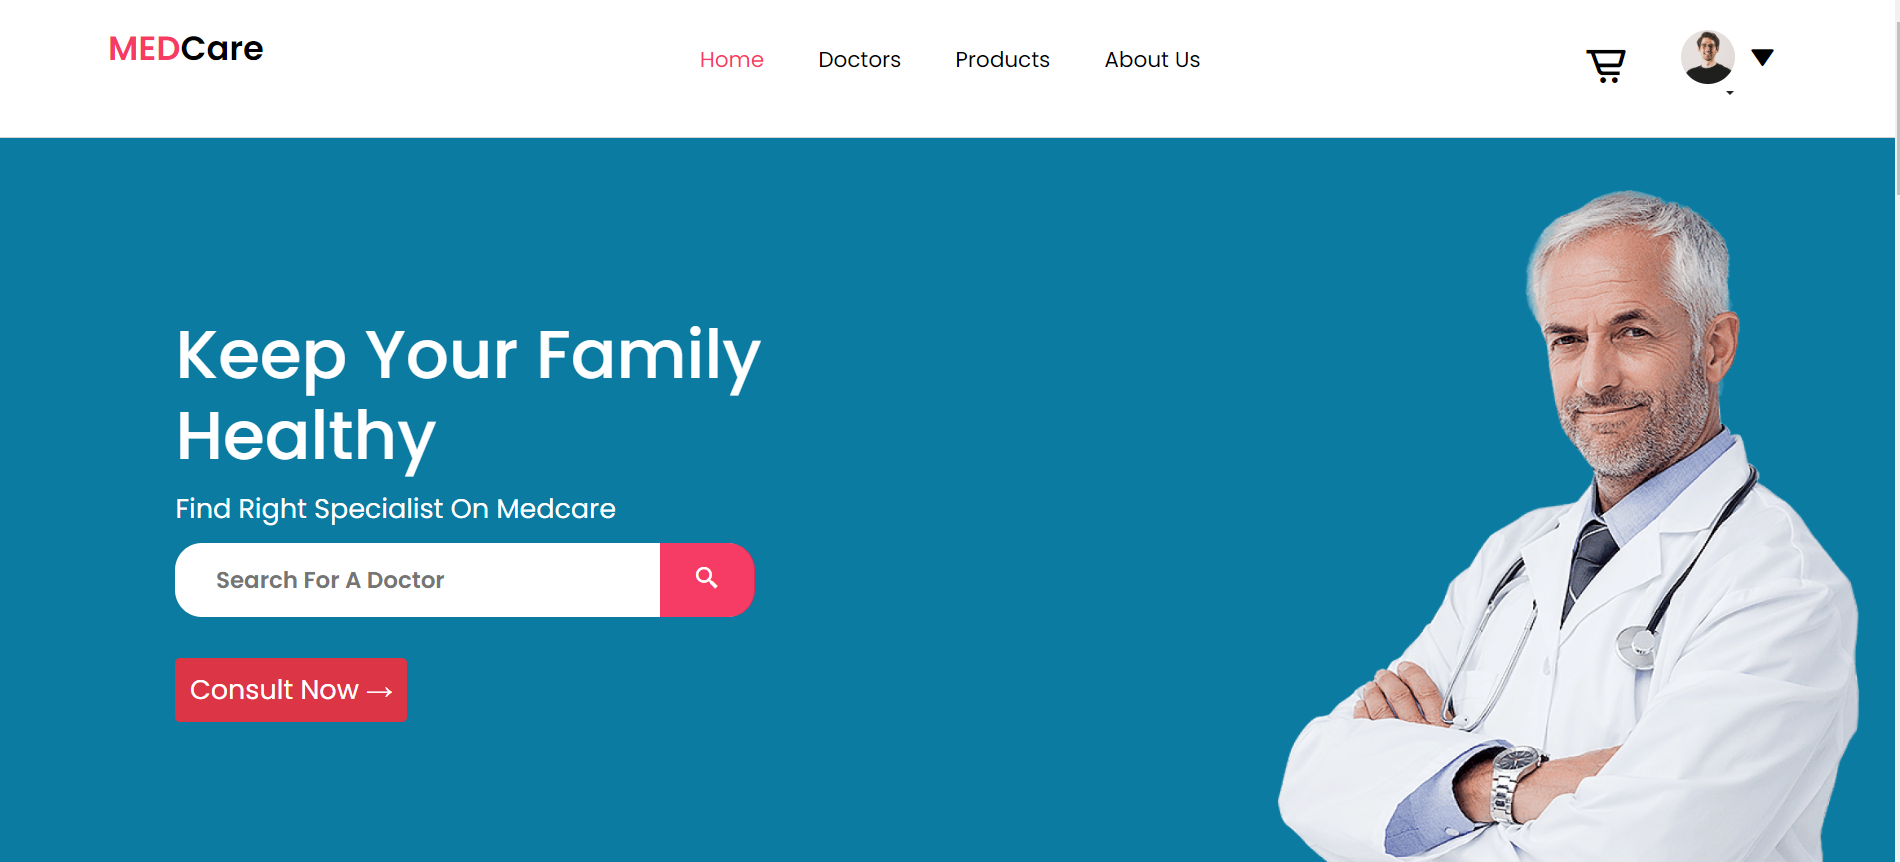 MEDCare
Home Doctors Products About Us
Keep Your Family
Healthy
Find Right Specialist On Medcare
Search For A Doctor
Consult Now →